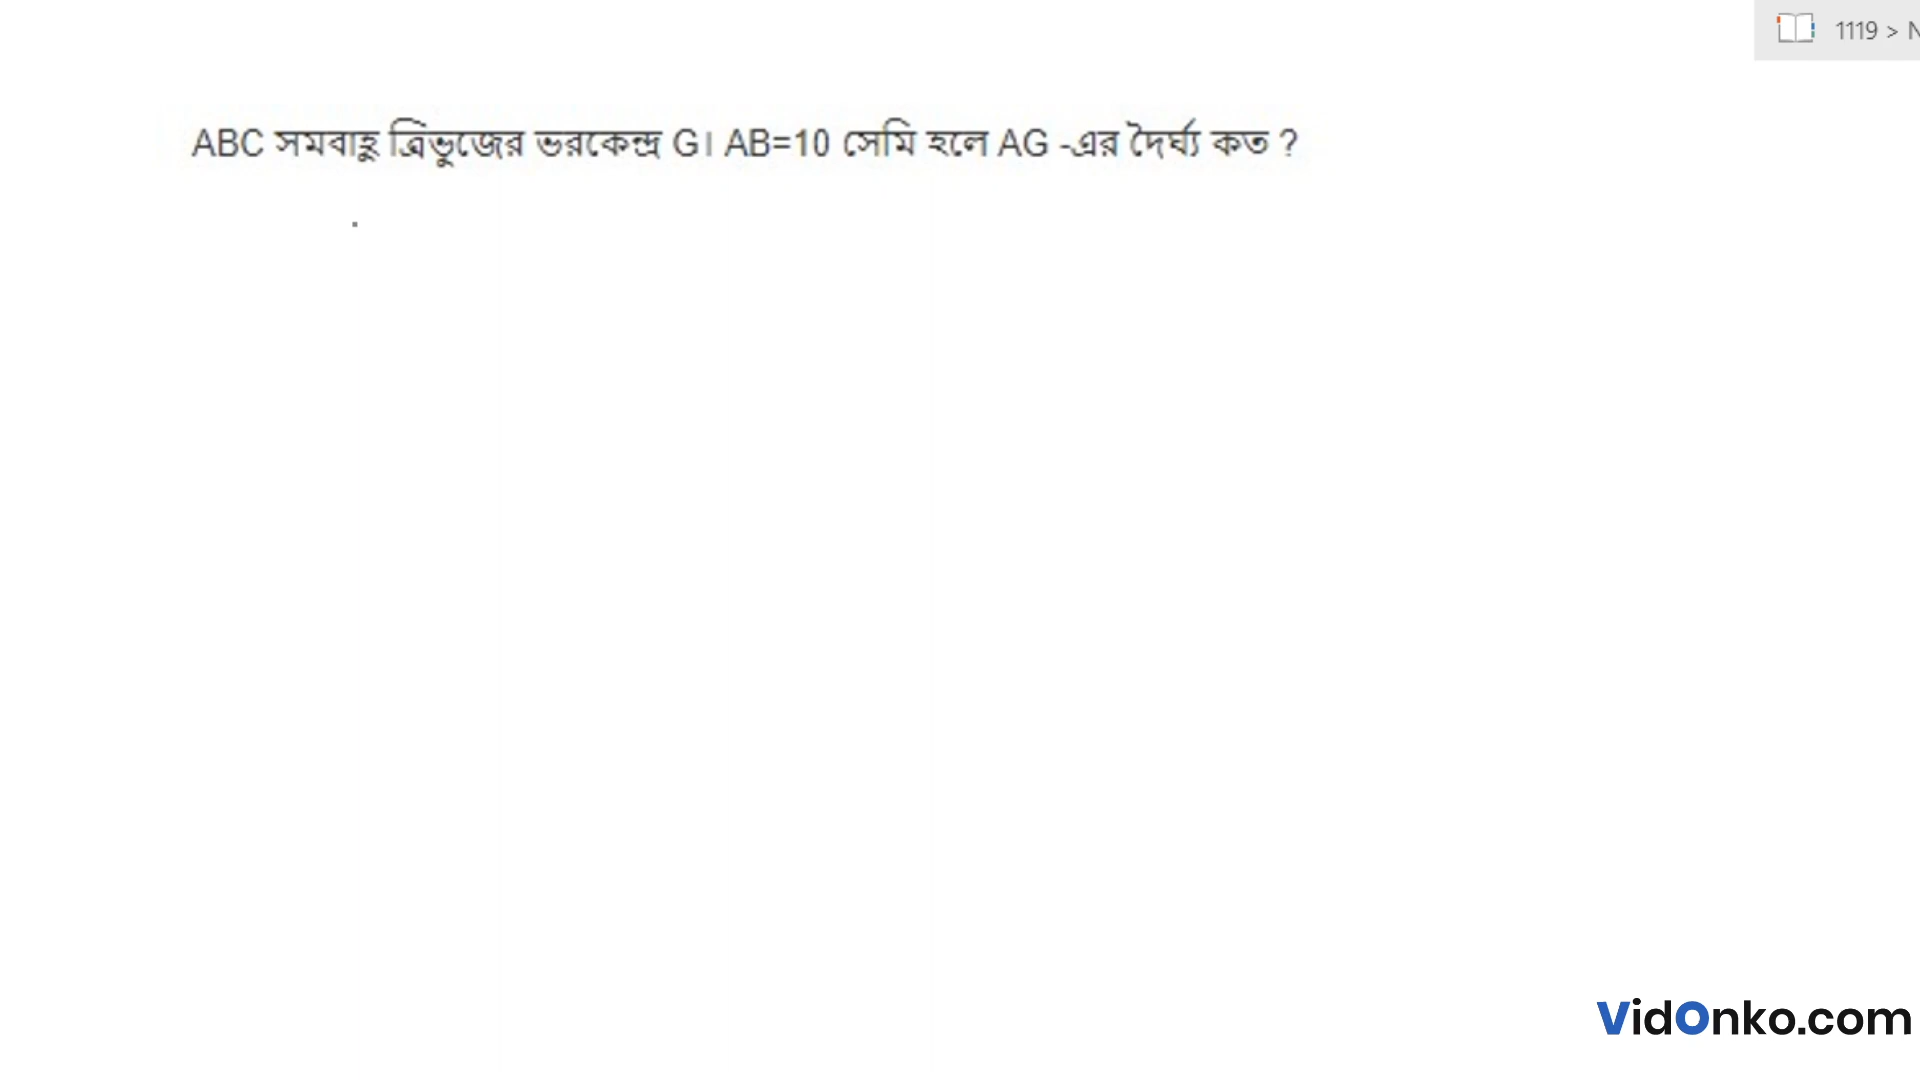 1119 > N
ABC সমবাহু ত্রিভুজের ভরকেন্দ্র G। AB=10 সেমি হলে AG -এর দৈর্ঘ্য কত ?
VidOnko.com